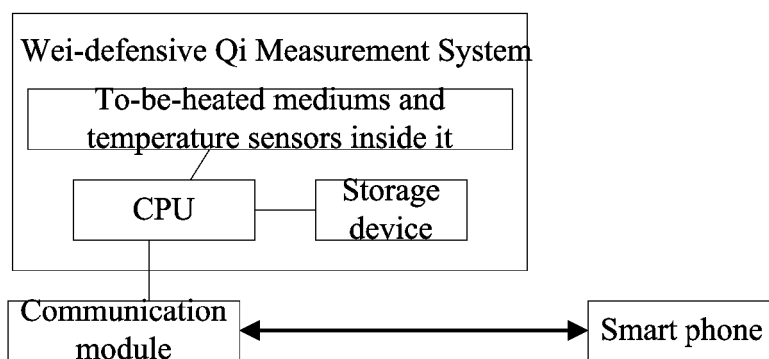 Wei-defensive Qi Measurement System
To-be-heated mediums and
temperature sensors inside it
CPU
Storage
device
Communication
module
Smart phone